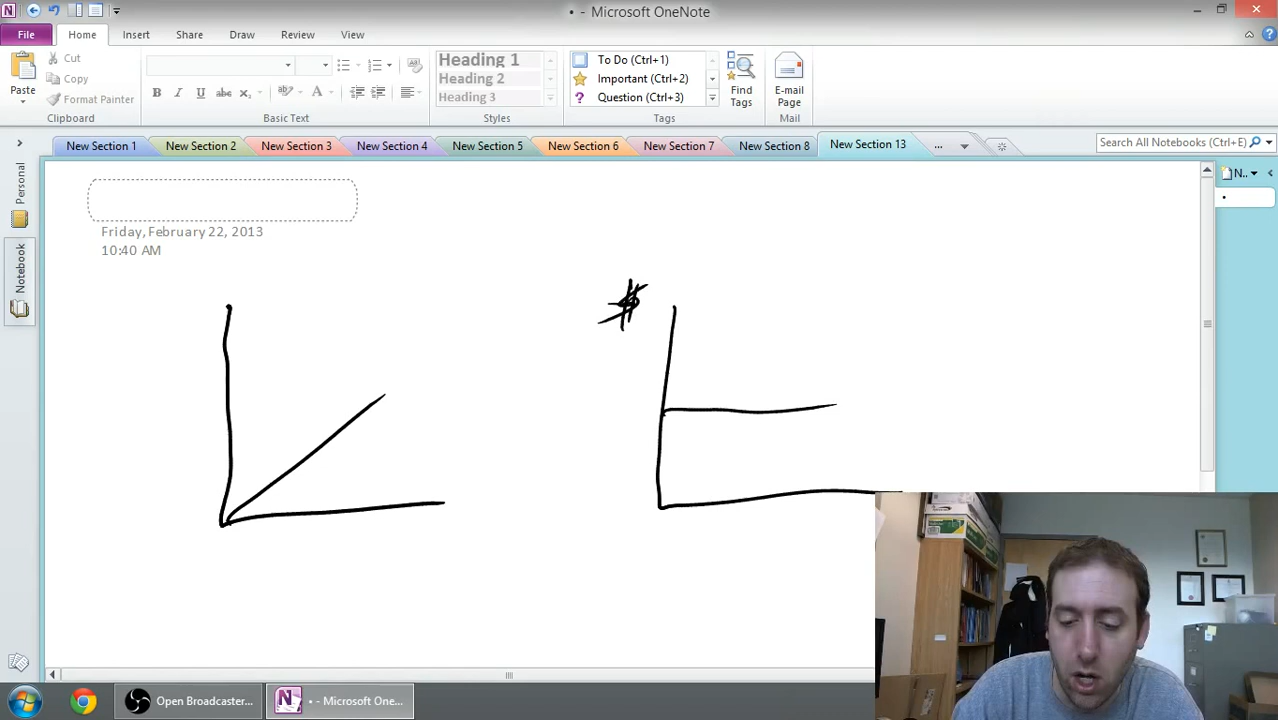 • - Microsoft OneNote
File Home Insert Share Draw Review View
Paste
Cut
Copy
Format Painter
Clipboard
B I U abc X₂ A
Basic Text
Heading 1
Heading 2
Heading 3
Styles
To Do (Ctrl+1)
Important (Ctrl+2)
Question (Ctrl+3)
Tags
Find
Tags
E-mail
Page
Mail
New Section 1 New Section 2 New Section 3 New Section 4 New Section 5 New Section 6 New Section 7 New Section 8 New Section 13 ...
Search All Notebooks (Ctrl+E)
N..
Personal
Notebook
Friday, February 22, 2013
10:40 AM
$
Open Broadcaster...
• - Microsoft One...